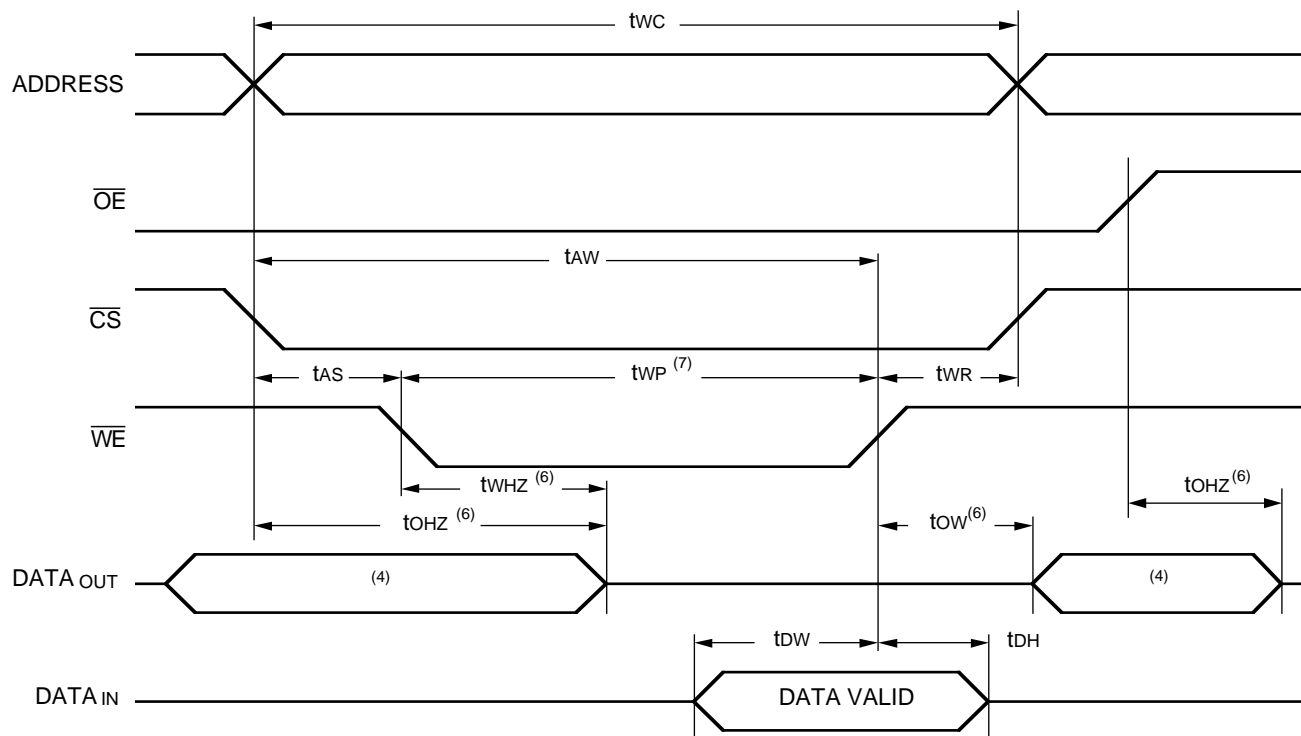 tWC
ADDRESS
OE
tAW
CS
tAS
tWP (7)
tWR
WE
tWHZ (6)
tOHZ (6)
tOHZ (6)
tOW(6)
DATA OUT
(4)
(4)
tDW
tDH
DATA IN
DATA VALID